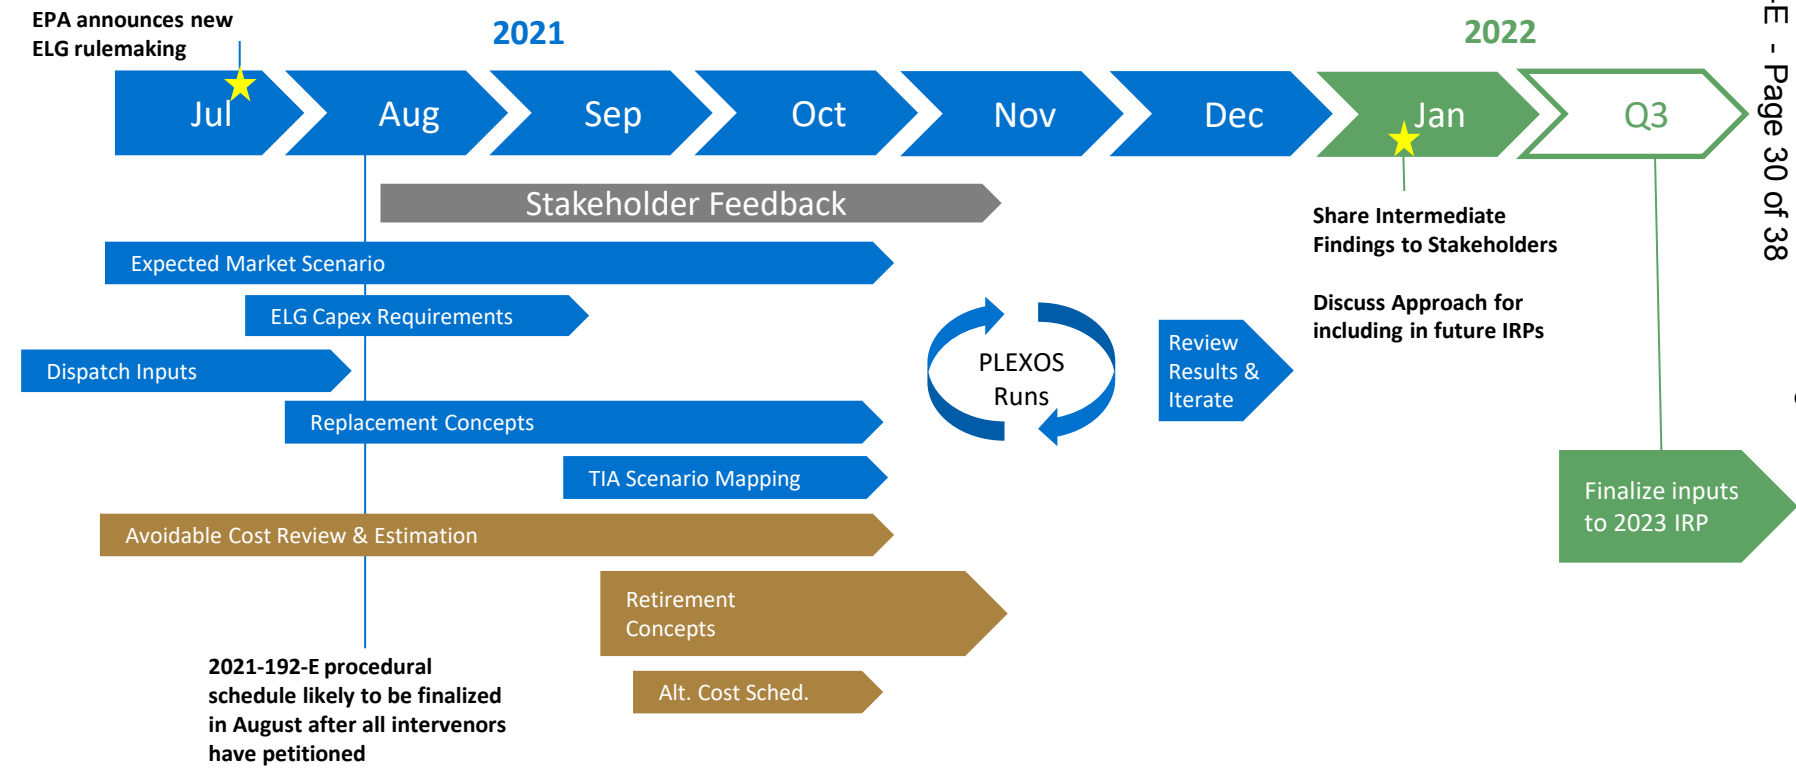 EPA announces new
ELG rulemaking
2021
2022
Jul
Aug
Sep
Oct
Nov
Dec
Jan
Q3
Stakeholder Feedback
Expected Market Scenario
ELG Capex Requirements
Dispatch Inputs
Replacement Concepts
TIA Scenario Mapping
Avoidable Cost Review & Estimation
Retirement
Concepts
Alt. Cost Sched.
PLEXOS
Runs
Review
Results &
Iterate
Share Intermediate
Findings to Stakeholders
Discuss Approach for
including in future IRPs
Finalize inputs
to 2023 IRP
2021-192-E procedural
schedule likely to be finalized
in August after all intervenors
have petitioned
-E - Page 30 of 38